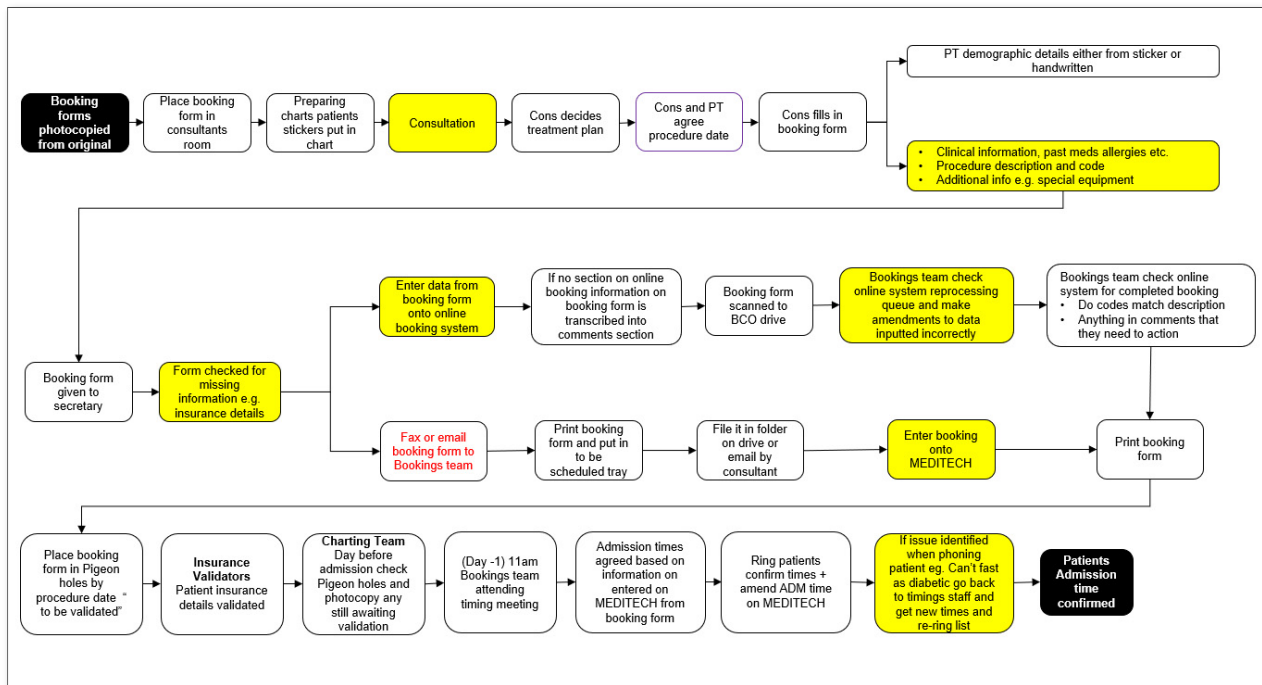 Booking
forms
photocopied
from original
Place booking
form in
consultants
room
Preparing
charts patients
stickers put in
chart
Consultation
Cons decides
treatment plan
Cons and PT
agree
procedure date
Cons fills in
booking form
PT demographic details either from sticker or
handwritten
• Clinical information, past meds allergies etc.
• Procedure description and code
• Additional info e.g. special equipment
Booking form
given to
secretary
Form checked for
missing
information e.g.
insurance details
Enter data from
booking form
onto online
booking system
If no section on online
booking information on
booking form is
transcribed into
comments section
Booking form
scanned to
BCO drive
Bookings team check
online system reprocessing
queue and make
amendments to data
inputted incorrectly
Bookings team check online
system for completed booking
• Do codes match description
• Anything in comments that
they need to action
Fax or email
booking form to
Bookings team
Print booking
form and put in
to be
scheduled tray
File it in folder
on drive or
email by
consultant
Enter booking
onto
MEDITECH
Print booking
form
Place booking
form in Pigeon
holes by
procedure date “
to be validated”
Insurance
Validators
Patient insurance
details validated
Charting Team
Day before
admission check
Pigeon holes and
photocopy any
still awaiting
validation
(Day -1) 11am
Bookings team
attending
timing meeting
Admission times
agreed based on
information on
entered on
MEDITECH from
booking form
Ring patients
confirm times +
amend ADM time
on MEDITECH
If issue identified
when phoning
patient eg. Can’t fast
as diabetic go back
to timings staff and
get new times and
re-ring list
Patients
Admission
time
confirmed